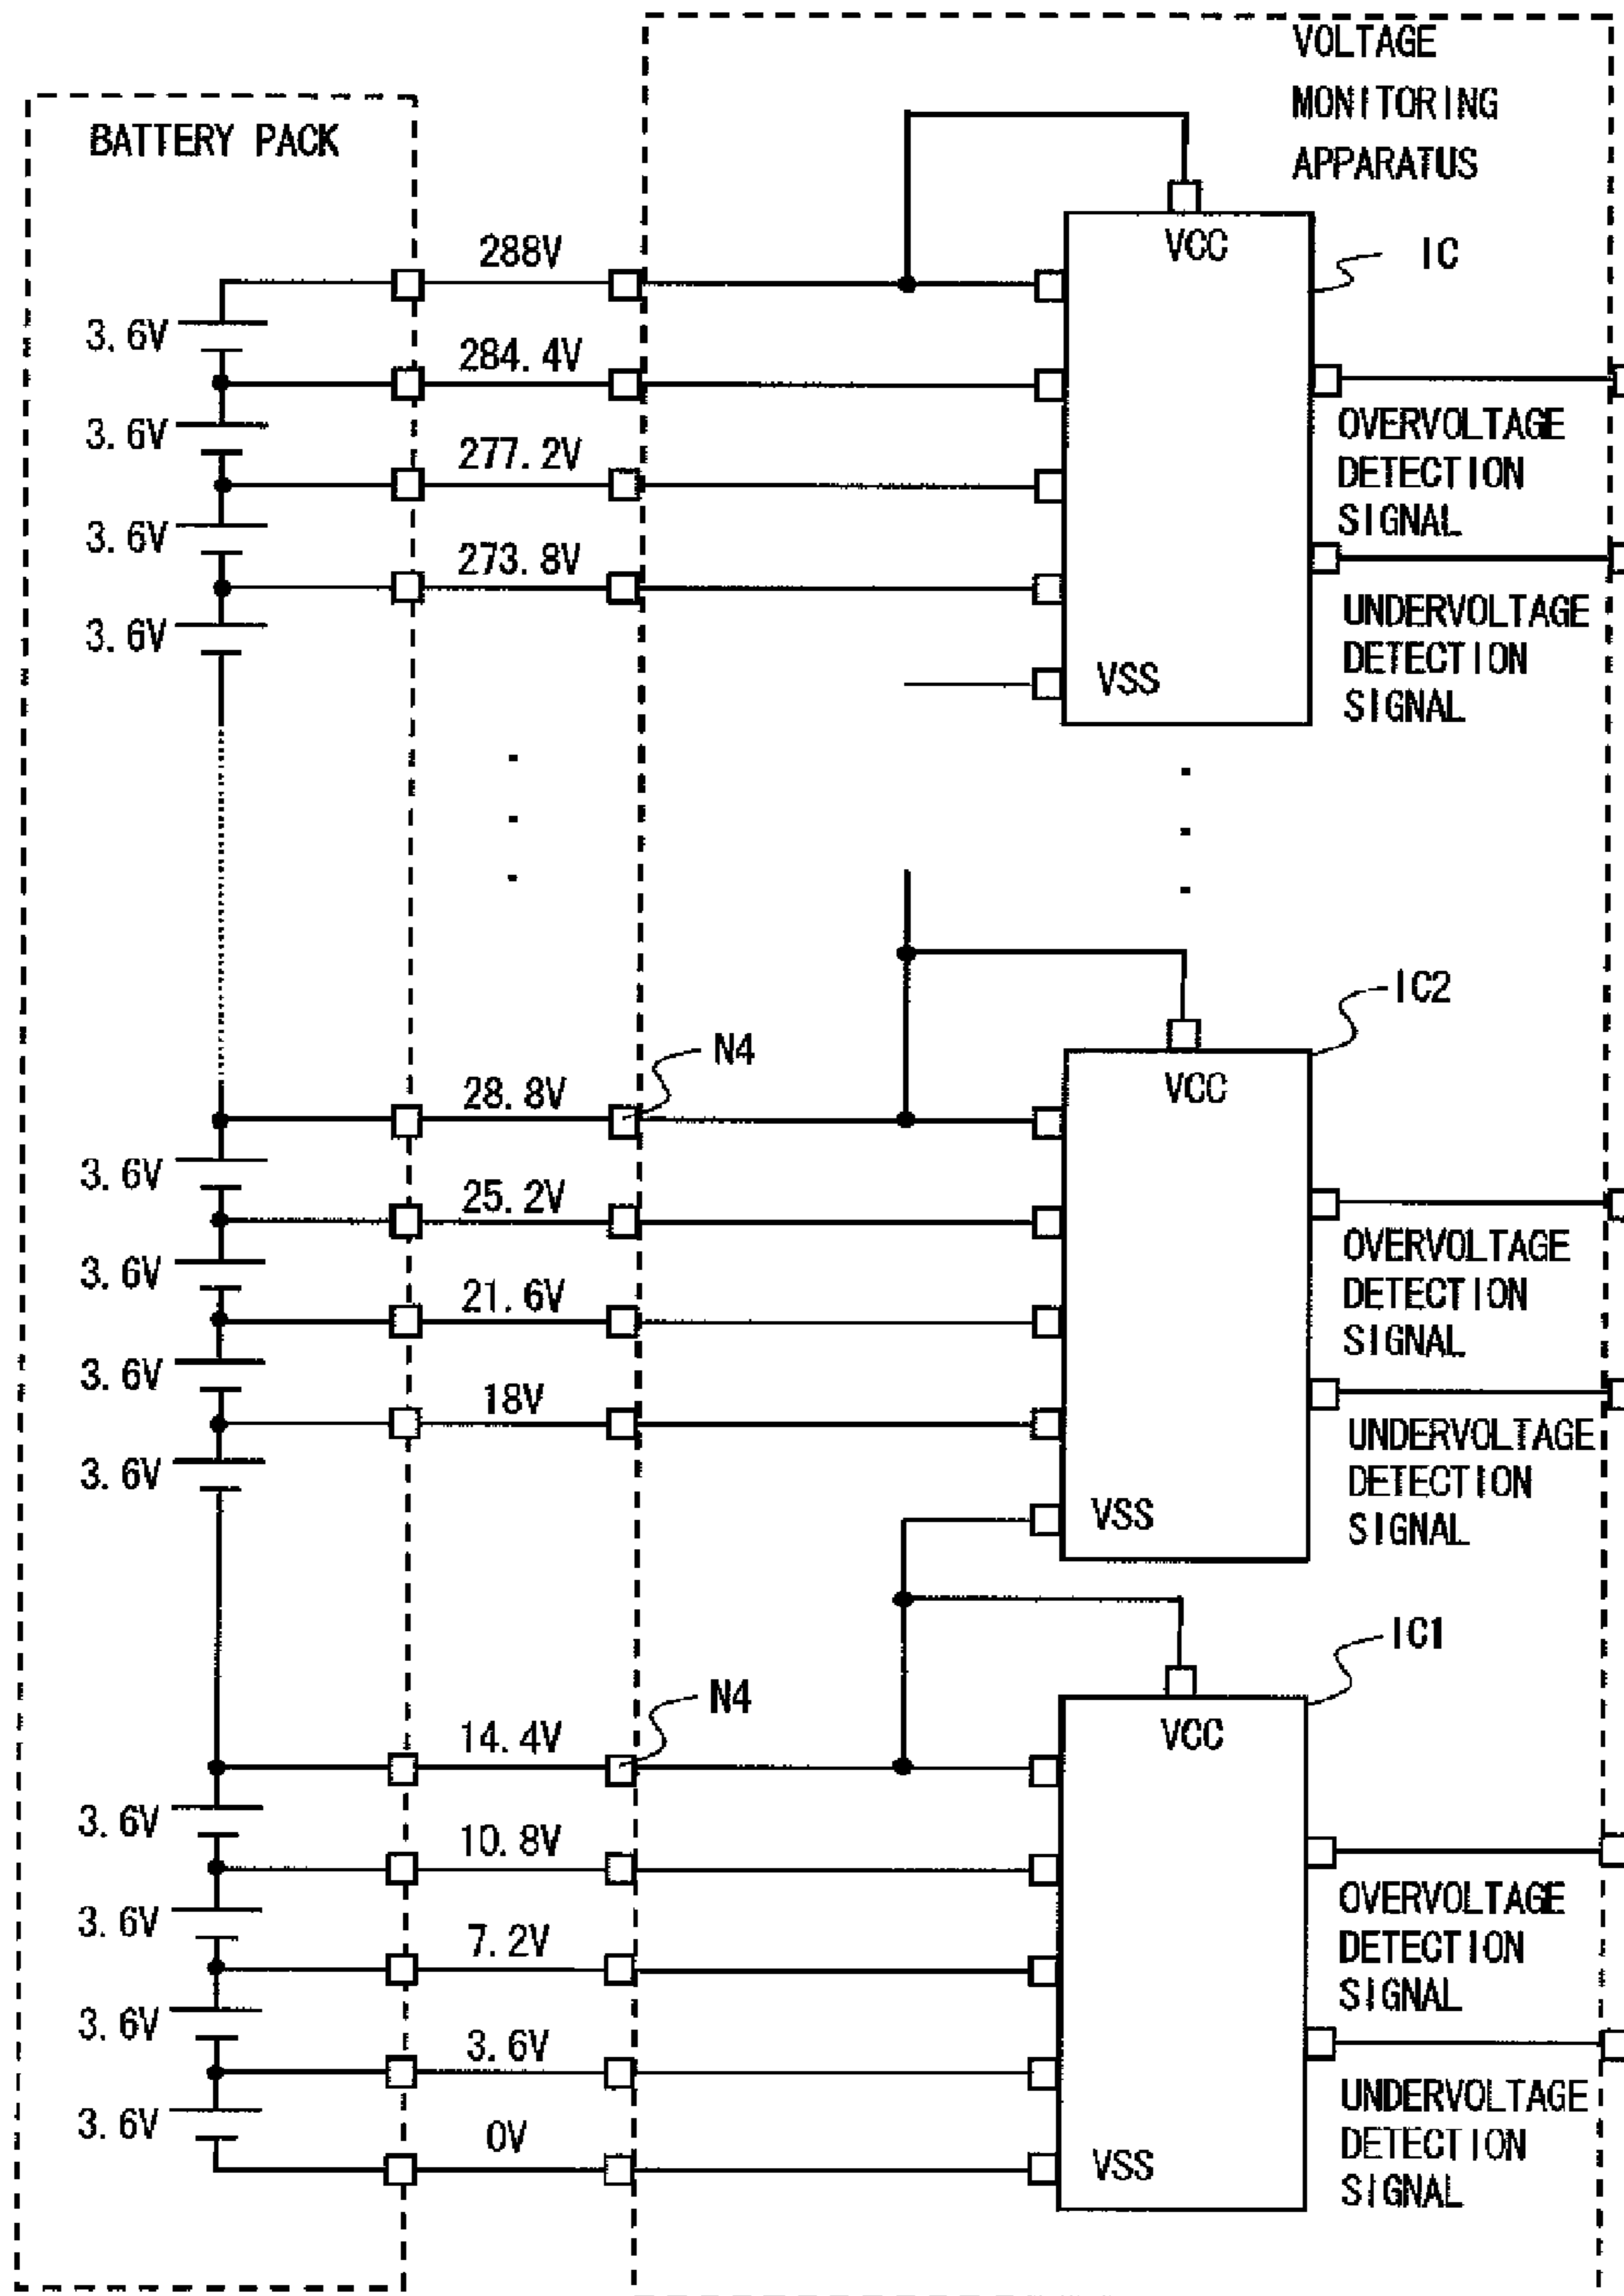 VOLTAGE
MONITORING
APPARATUS
BATTERY PACK
288V
VCC
IC
3.6V
284.4V
3.6V
277.2V
OVERVOLTAGE
DETECTION
SIGNAL
3.6V
273.8V
3.6V
UNDERVOLTAGE
DETECTION
SIGNAL
VSS
IC2
N4
28.8V
VCC
3.6V
25.2V
3.6V
21.6V
OVERVOLTAGE
DETECTION
SIGNAL
3.6V
18V
3.6V
UNDERVOLTAGE
DETECTION
SIGNAL
VSS
IC1
N4
14.4V
VCC
3.6V
10.8V
3.6V
7.2V
OVERVOLTAGE
DETECTION
SIGNAL
3.6V
3.6V
3.6V
0V
UNDERVOLTAGE
DETECTION
SIGNAL
VSS